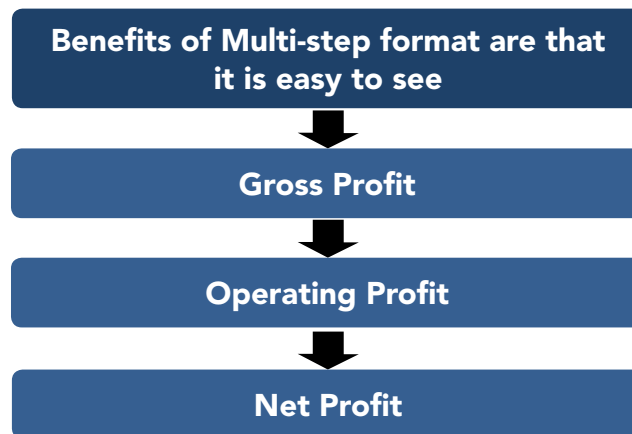 Benefits of Multi-step format are that
it is easy to see
Gross Profit
Operating Profit
Net Profit